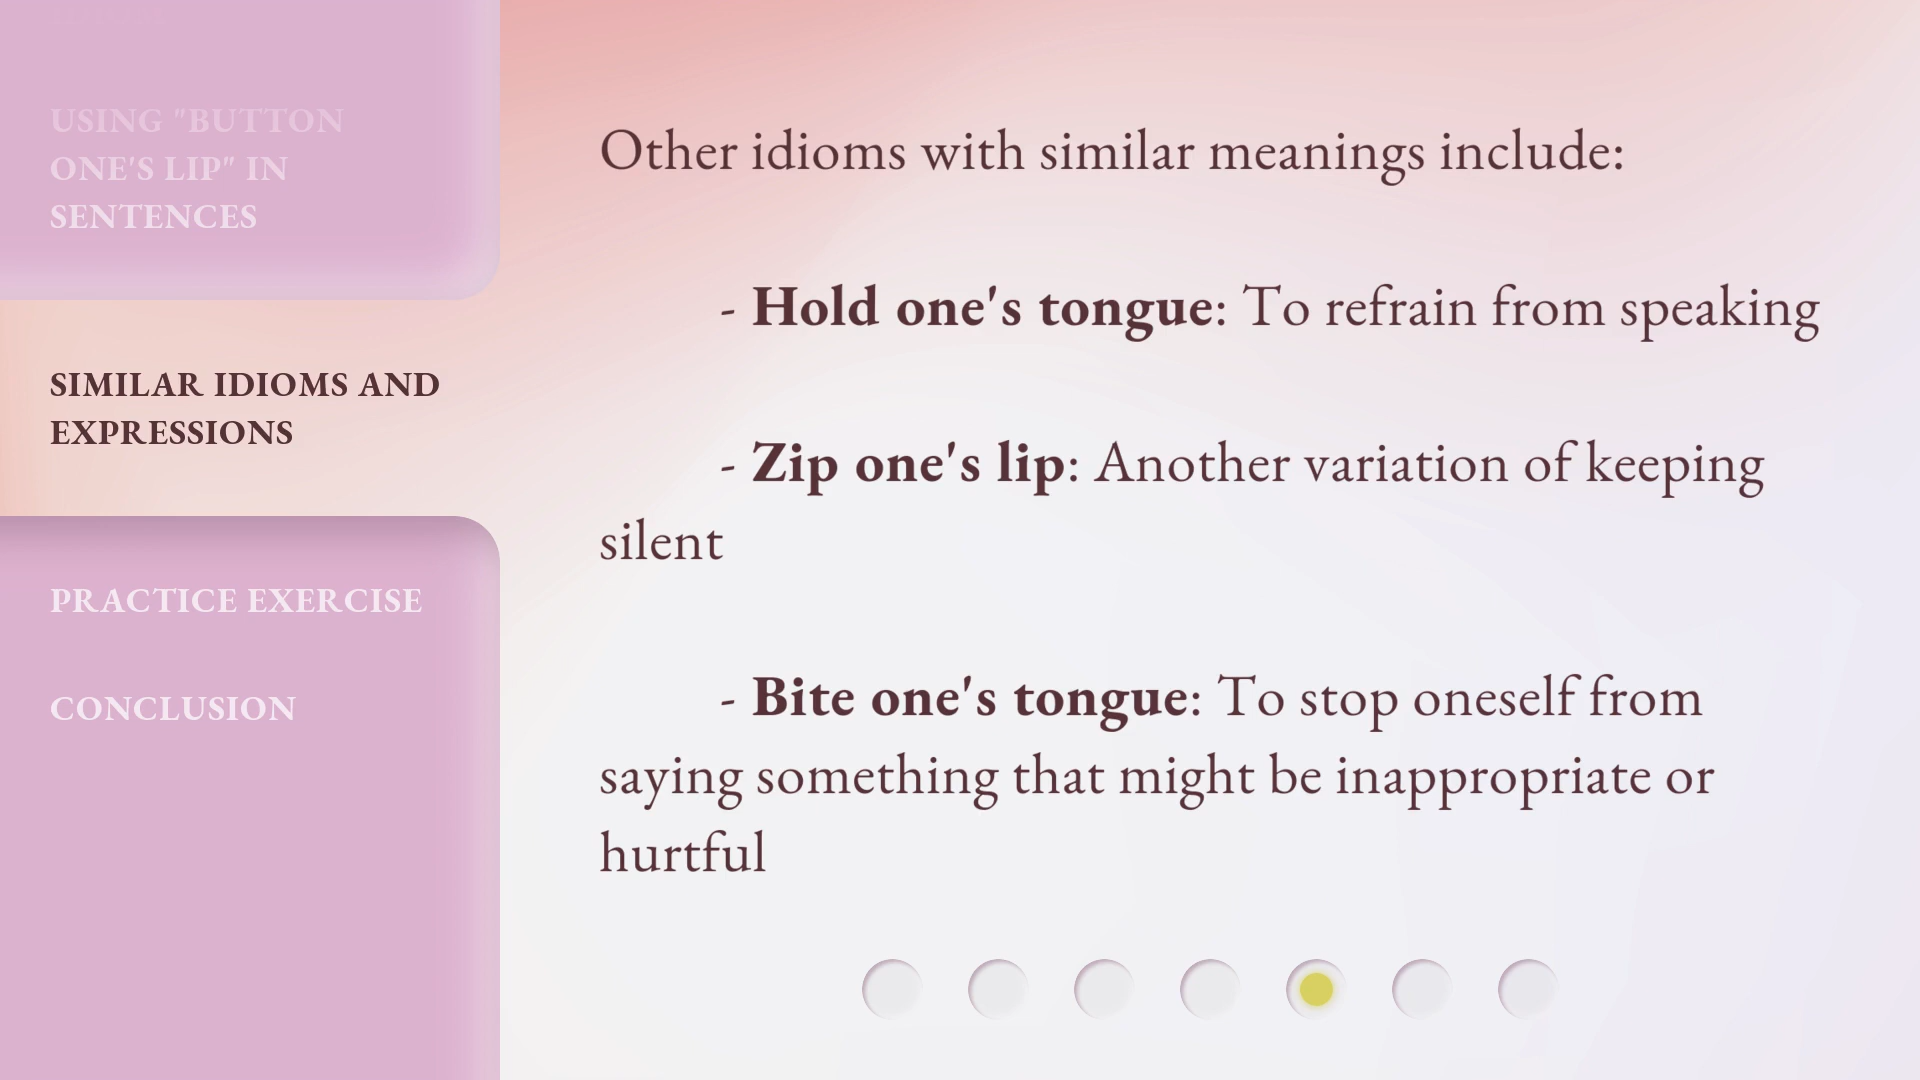 USING "BUTTON
ONE'S LIP" IN
SENTENCES
SIMILAR IDIOMS AND
EXPRESSIONS
PRACTICE EXERCISE
CONCLUSION
Other idioms with similar meanings include:
- Hold one's tongue: To refrain from speaking
- Zip one's lip: Another variation of keeping
silent
- Bite one's tongue: To stop oneself from
saying something that might be inappropriate or
hurtful